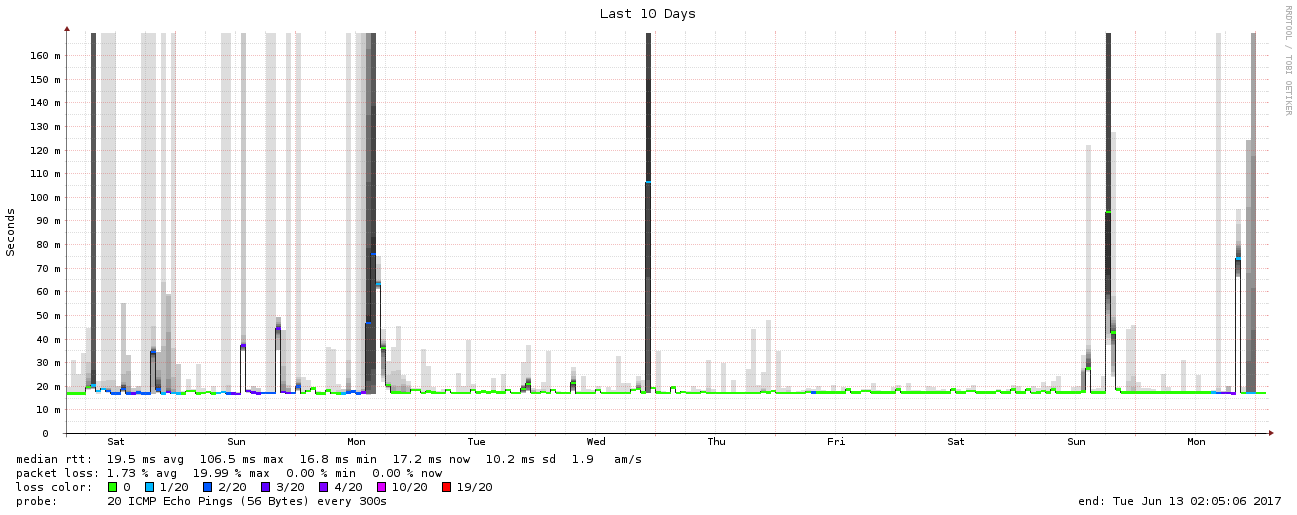 Last 10 Days
RRDTOOL / TOBI OETIKER
Seconds
160 m
150 m
140 m
130 m
120 m
110 m
100 m
90 m
80 m
70 m
60 m
50 m
40 m
30 m
20 m
10 m
0
Sat Sun Mon Tue Wed Thu Fri Sat Sun Mon
median rtt: 19.5 ms avg 106.5 ms max 16.8 ms min 17.2 ms now 10.2 ms sd 1.9 am/s
packet loss: 1.73 % avg 19.99 % max 0.00 % min 0.00 % now
loss color: 0 1/20 2/20 3/20 4/20 10/20 19/20
probe: 20 ICMP Echo Pings (56 Bytes) every 300s end: Tue Jun 13 02:05:06 2017